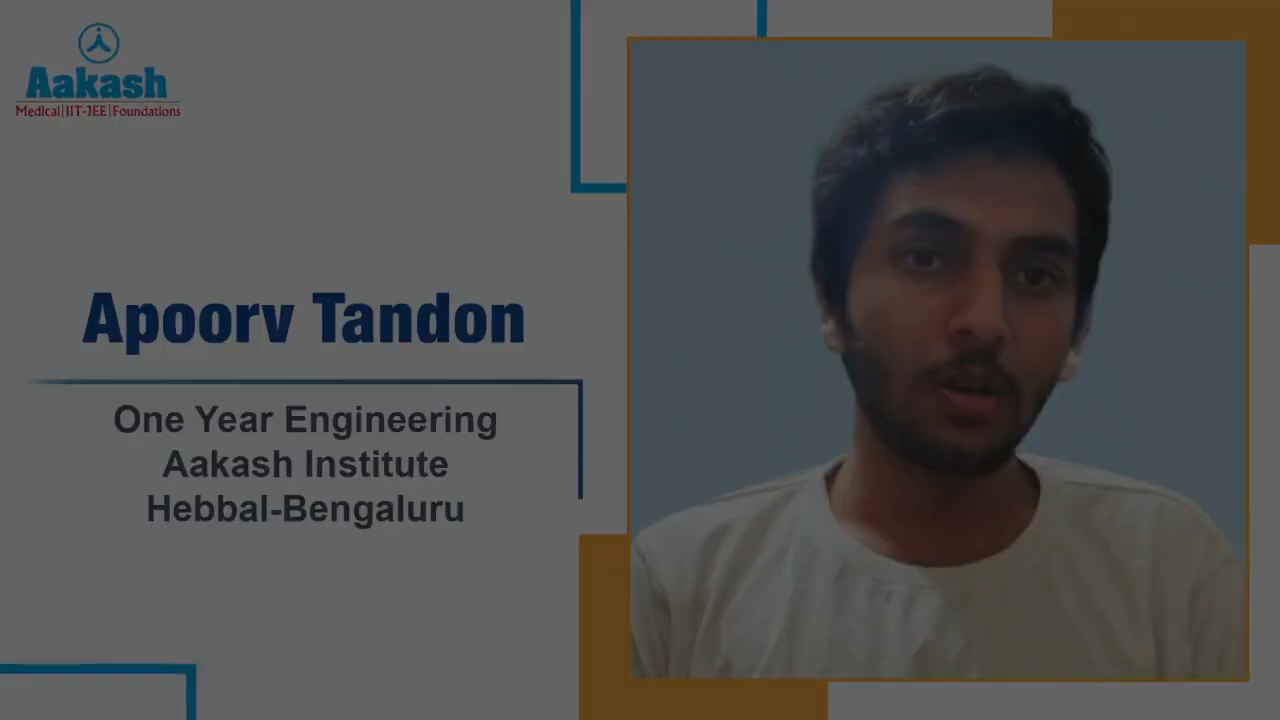 Aakash
Medical|IIT-JEE|Foundations
Apoorv Tandon
One Year Engineering
Aakash Institute
Hebbal-Bengaluru